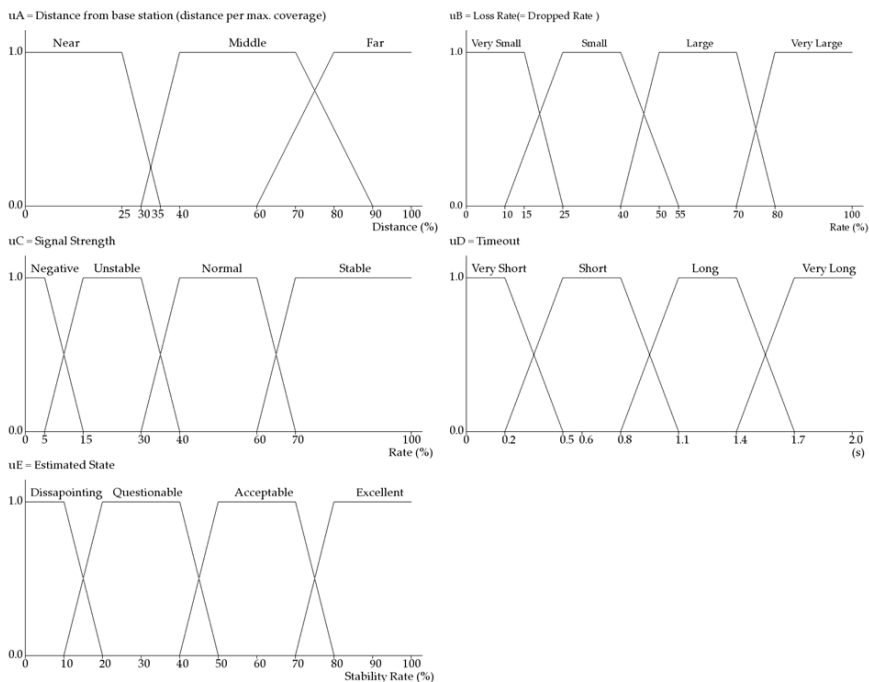 uA = Distance from base station (distance per max. coverage)
Near Middle Far
1.0
0.0
0 25 30 35 40 60 70 80 90 100
Distance (%)
uB = Loss Rate(= Dropped Rate )
Very Small Small Large Very Large
1.0
0.0
0 10 15 25 40 50 55 70 80 100
Rate (%)
uC = Signal Strength
Negative Unstable Normal Stable
1.0
0.0
0 5 15 30 40 60 70 100
Rate (%)
uD = Timeout
Very Short Short Long Very Long
1.0
0.0
0 0.2 0.5 0.6 0.8 1.1 1.4 1.7 2.0
(s)
uE = Estimated State
Dissapointing Questionable Acceptable Excellent
1.0
0.0
0 10 20 30 40 50 60 70 80 90 100
Stability Rate (%)